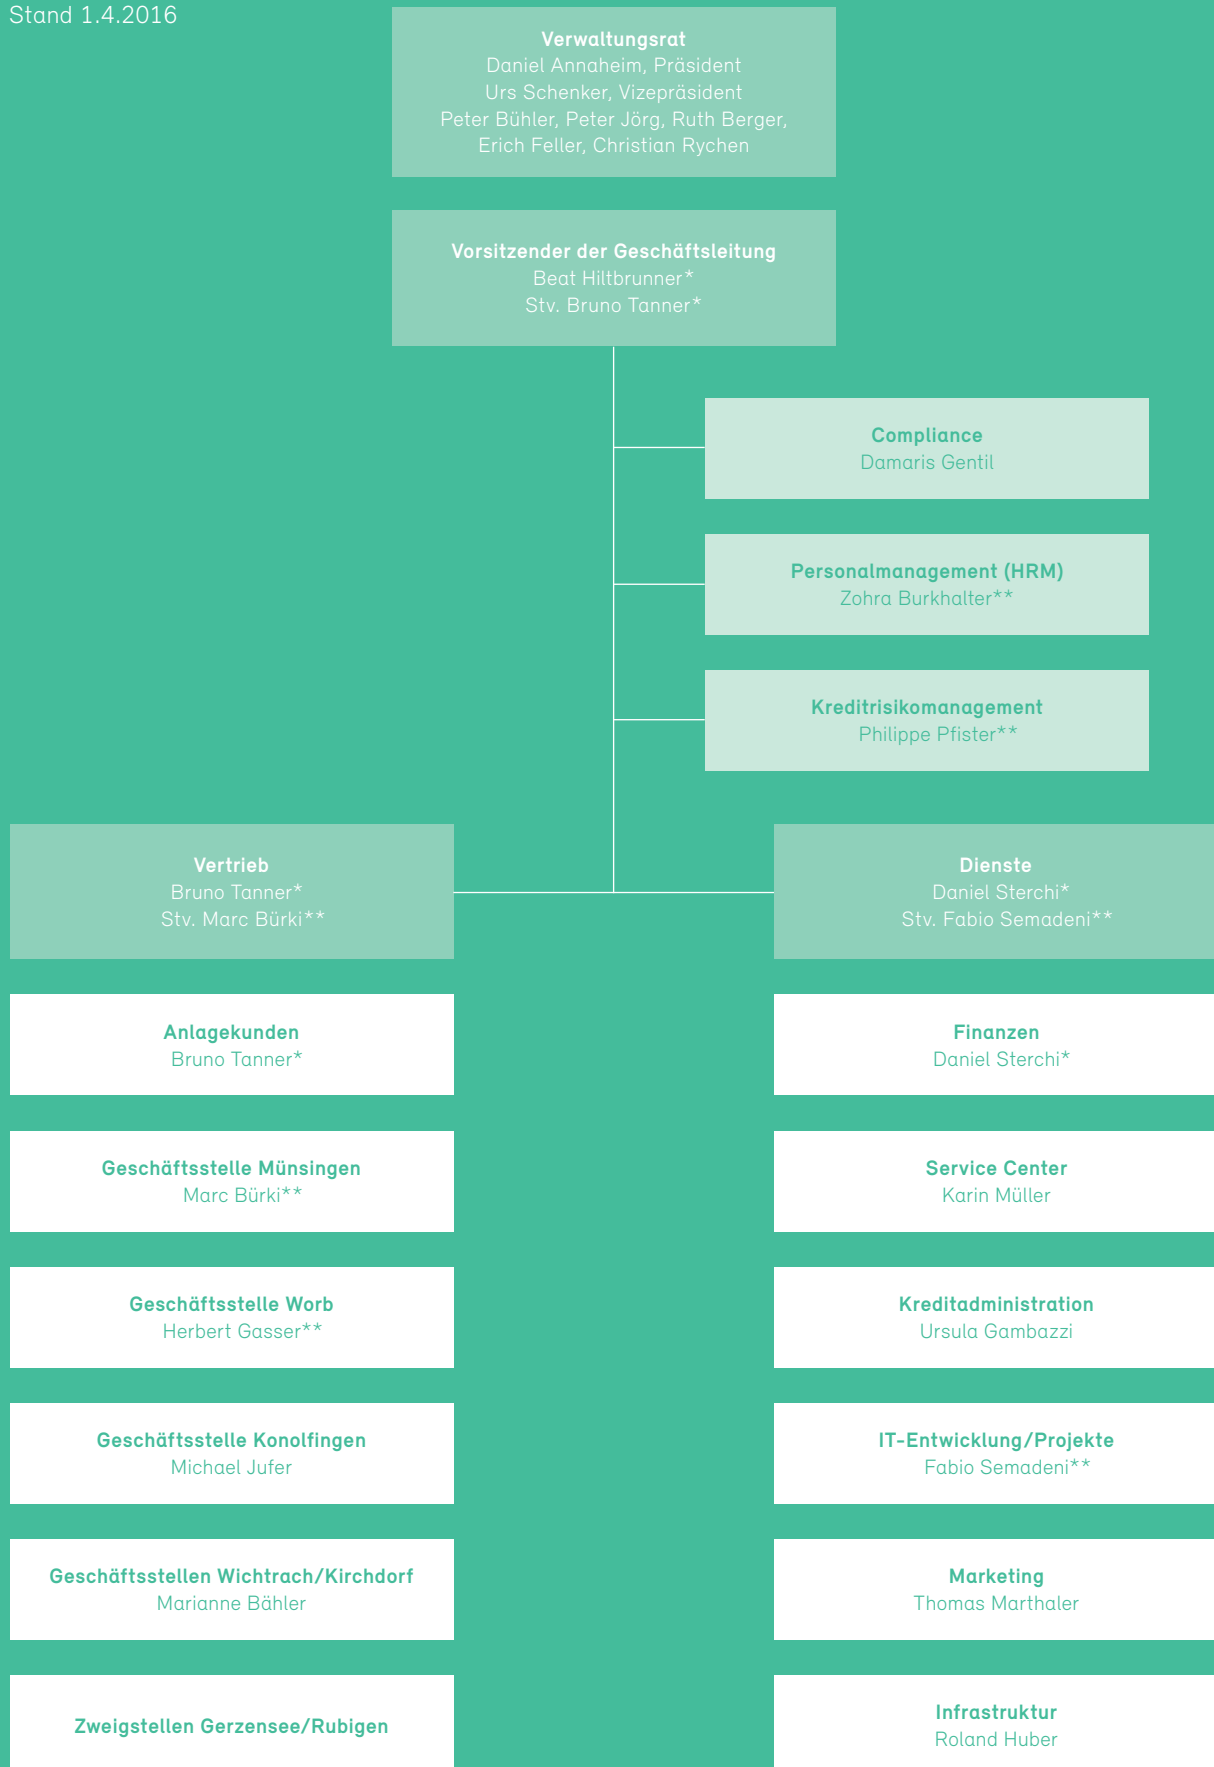 Stand 1.4.2016
Verwaltungsrat
Daniel Annaheim, Präsident
Urs Schenker, Vizepräsident
Peter Bühler, Peter Jörg, Ruth Berger,
Erich Feller, Christian Rychen
Vorsitzender der Geschäftsleitung
Beat Hiltbrunner*
Stv. Bruno Tanner*
Compliance
Damaris Gentil
Personalmanagement (HRM)
Zohra Burkhalter**
Kreditrisikomanagement
Philippe Pfister**
Vertrieb
Bruno Tanner*
Stv. Marc Bürki**
Anlagekunden
Bruno Tanner*
Geschäftsstelle Münsingen
Marc Bürki**
Geschäftsstelle Worb
Herbert Gasser**
Geschäftsstelle Konolfingen
Michael Jufer
Geschäftsstellen Wichtrach/Kirchdorf
Marianne Bähler
Zweigstellen Gerzensee/Rubigen
Dienste
Daniel Sterchi*
Stv. Fabio Semadeni**
Finanzen
Daniel Sterchi*
Service Center
Karin Müller
Kreditadministration
Ursula Gambazzi
IT-Entwicklung/Projekte
Fabio Semadeni**
Marketing
Thomas Marthaler
Infrastruktur
Roland Huber